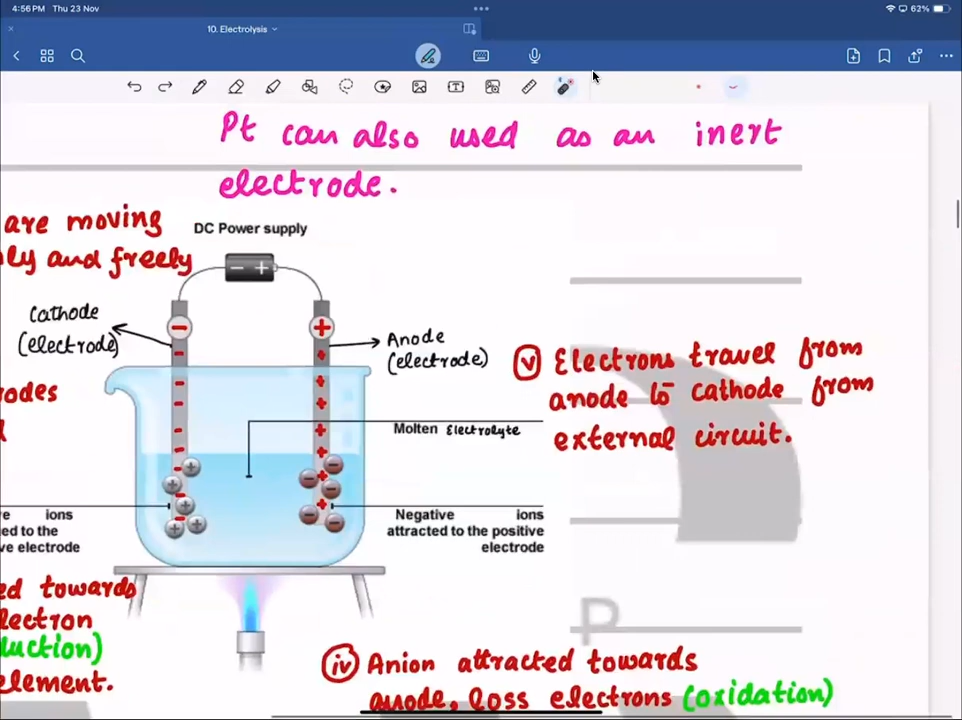 4:56 PM Thu 23 Nov
62%
10. Electrolysis
Pt can also used as an inert
electrode.
are moving
ly and freely
DC Power supply
Cathode
(electrode)
Anode
(electrode)
odes
Molten Electrolyte
v Electrons travel from
anode to cathode from
external circuit.
ve ions
ed to the
ve electrode
Negative ions
attracted to the positive
electrode
ed towards
lectron
duction)
element.
P
iv Anion attracted towards
anode, loss electrons (oxidation)